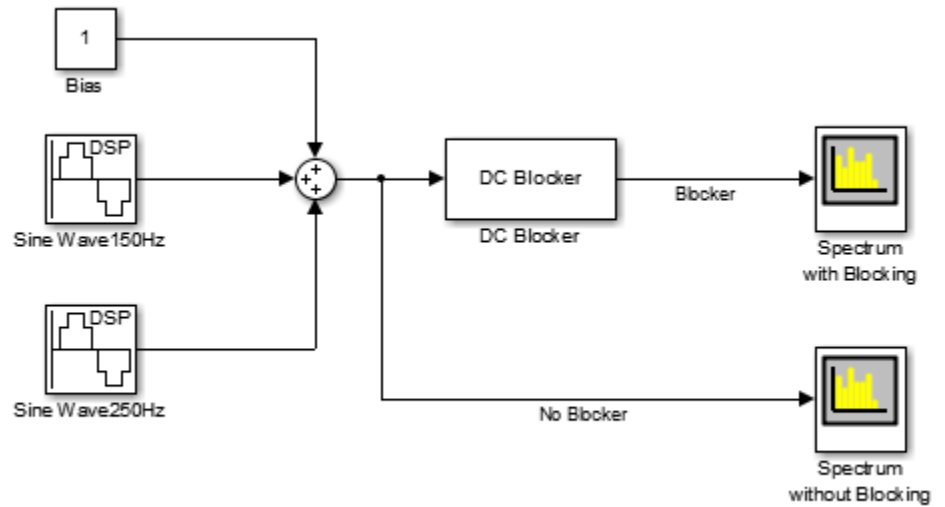 1
Bias
DSP
Sine Wave150Hz
DC Blocker
DC Blocker
Blocker
Spectrum
with Blocking
DSP
Sine Wave250Hz
No Blocker
Spectrum
without Blocking